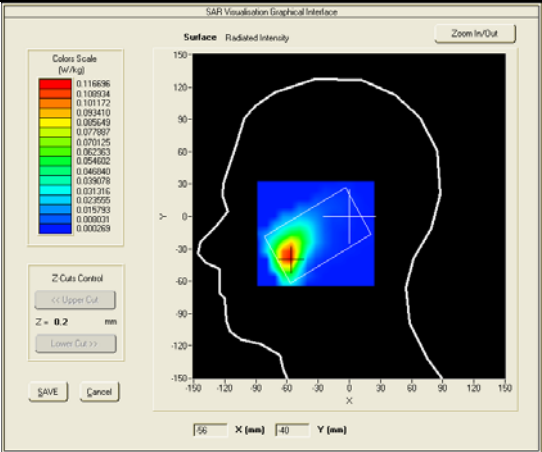 SAR Visualisation Graphical Interface
Surface Radiated Intensity
Zoom In/Out
Colors Scale
(W/kg)
0.116696
0.108934
0.101172
0.093410
0.085649
0.077887
0.070125
0.062363
0.054602
0.046840
0.039078
0.031316
0.023555
0.015793
0.008031
0.000269
Z-Cuts Control
<< Upper Cut
Z = 0.2 mm
Lower Cut >>
SAVE Cancel
150
120
90
60
30
0
-30
-60
-90
-120
-150
Y
-150 -120 -90 -60 -30 0 30 60 90 120 150
X
-56 X (mm) -40 Y (mm)